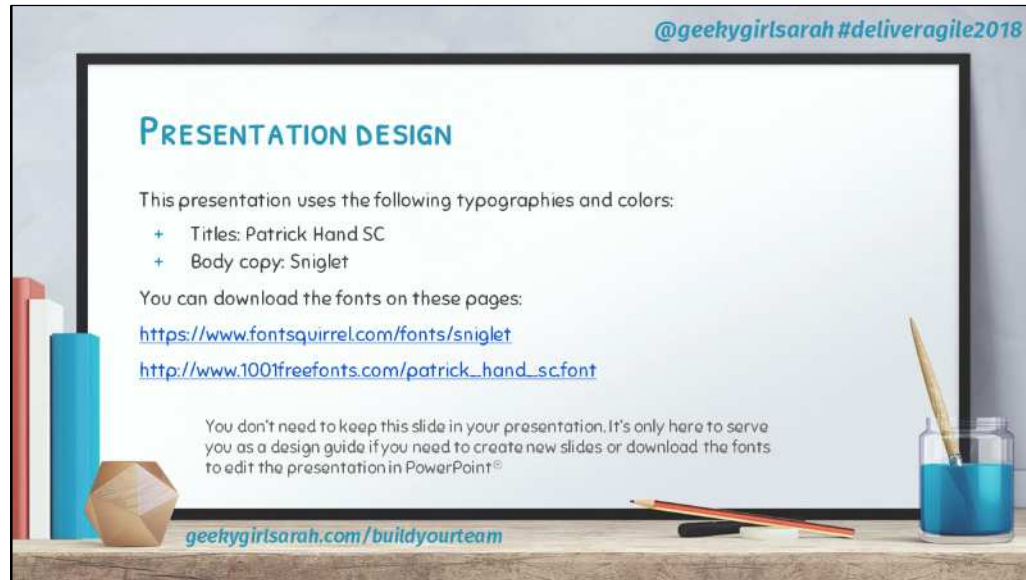 @geekygirlsarah #deliveragile2018
PRESENTATION DESIGN
This presentation uses the following typographies and colors:
+ Titles: Patrick Hand SC
+ Body copy: Sniglet
You can download the fonts on these pages:
https://www.fontsquirrel.com/fonts/sniglet
http://www.1001freefonts.com/patrick_hand_sc.font
You don't need to keep this slide in your presentation. It's only here to serve
you as a design guide if you need to create new slides or download the fonts
to edit the presentation in PowerPoint®
geekygirlsarah.com/buildyourteam